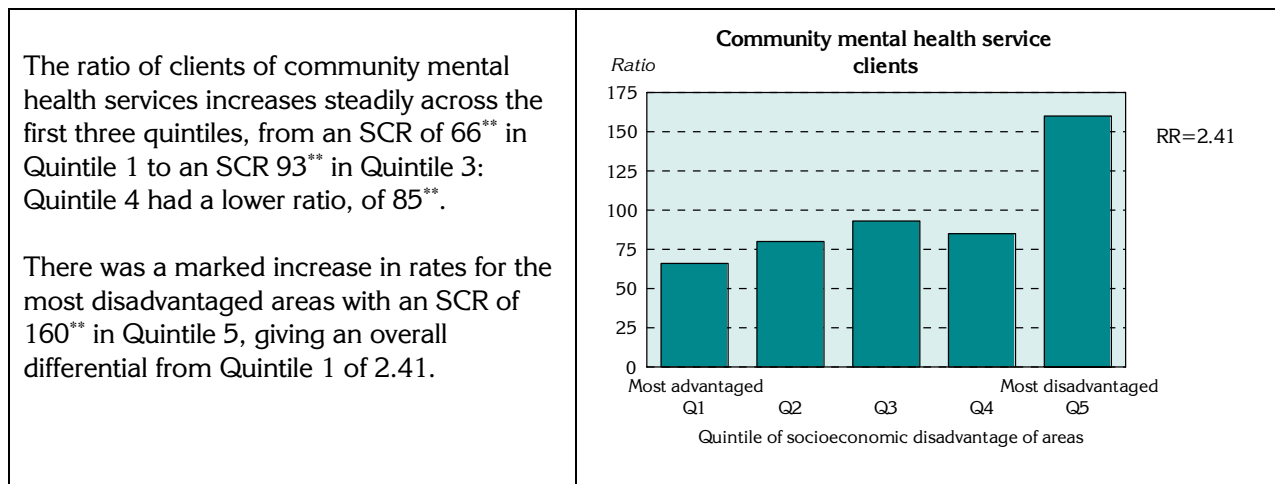 The ratio of clients of community mental
health services increases steadily across the
first three quintiles, from an SCR of 66** in
Quintile 1 to an SCR 93** in Quintile 3:
Quintile 4 had a lower ratio, of 85**.
There was a marked increase in rates for the
most disadvantaged areas with an SCR of
160** in Quintile 5, giving an overall
differential from Quintile 1 of 2.41.
Community mental health service
clients
Ratio
175
150
125
100
75
50
25
0
RR=2.41
Most advantaged Most disadvantaged
Q1 Q2 Q3 Q4 Q5
Quintile of socioeconomic disadvantage of areas